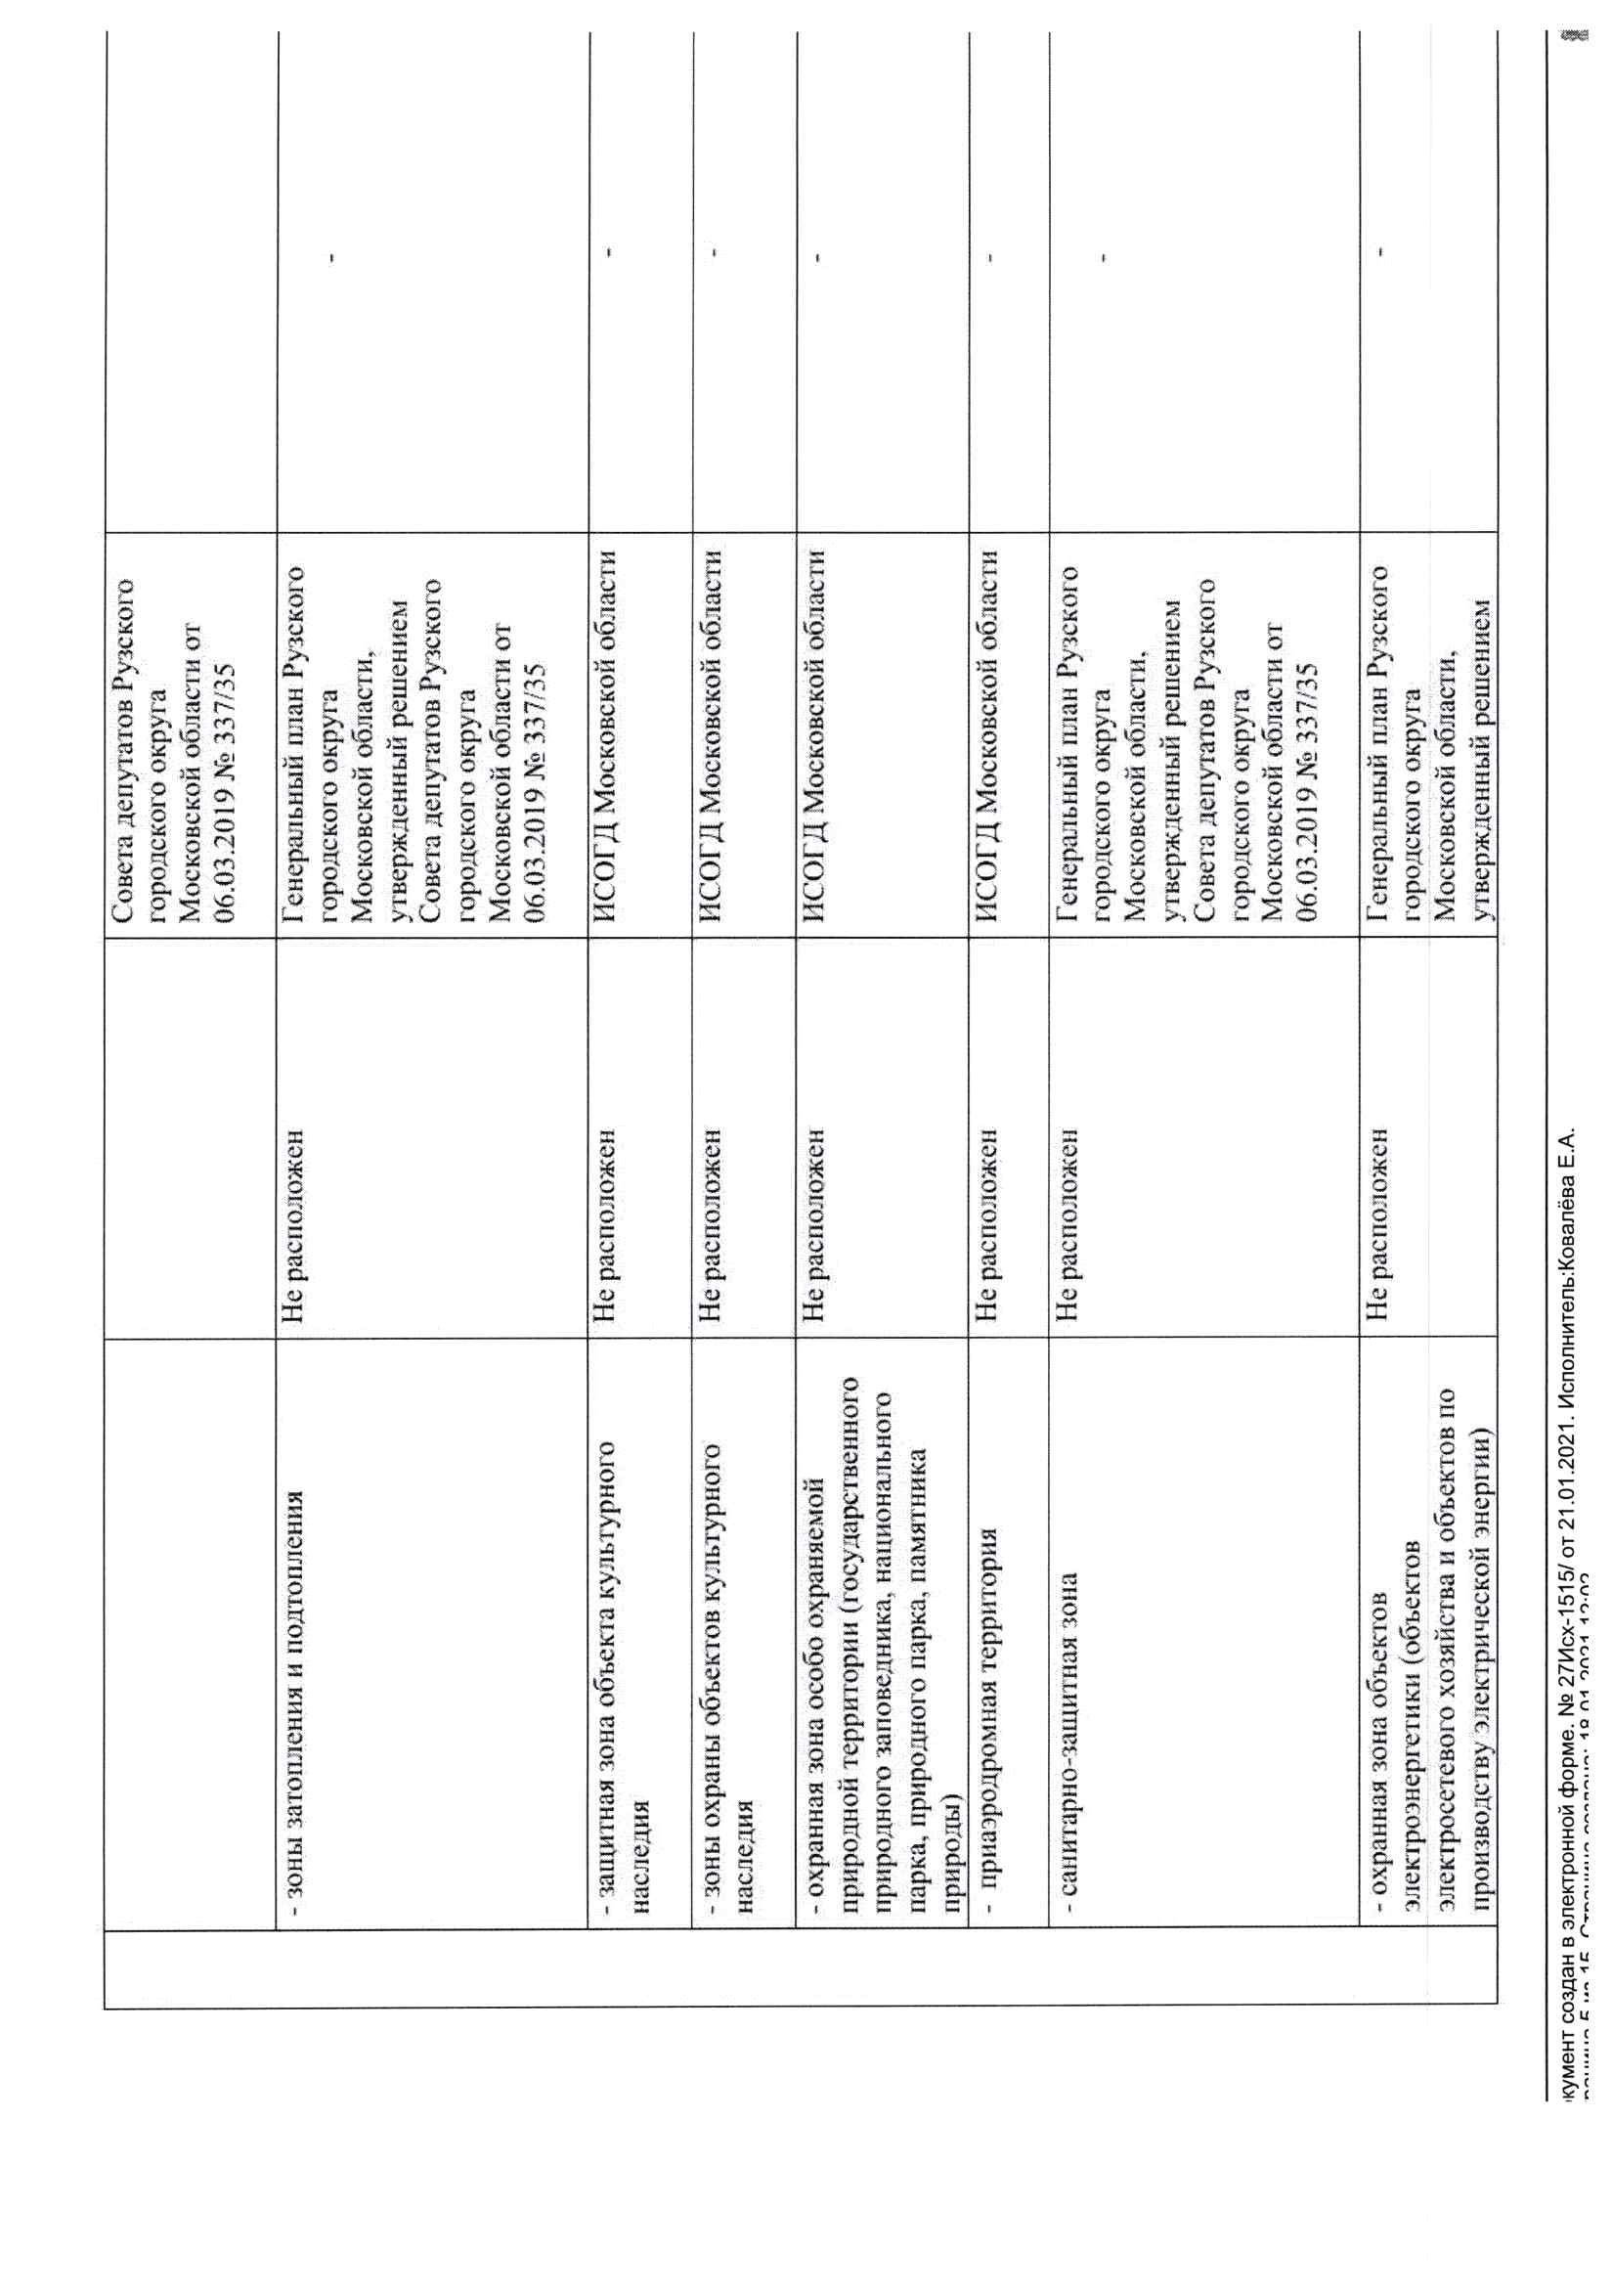 Совета депутатов Рузского
городского округа
Московской области от
06.03.2019 № 337/35
- зоны затопления и подтопления
Не расположен
Генеральный план Рузского
городского округа
Московской области,
утвержденный решением
Совета депутатов Рузского
городского округа
Московской области от
06.03.2019 № 337/35
-
- защитная зона объекта культурного
наследия
Не расположен
ИСОГД Московской области
-
- зоны охраны объектов культурного
наследия
Не расположен
ИСОГД Московской области
-
- охранная зона особо охраняемой
природной территории (государственного
природного заповедника, национального
парка, природного парка, памятника
природы)
Не расположен
ИСОГД Московской области
-
- приаэродромная территория
Не расположен
ИСОГД Московской области
-
- санитарно-защитная зона
Не расположен
Генеральный план Рузского
городского округа
Московской области,
утвержденный решением
Совета депутатов Рузского
городского округа
Московской области от
06.03.2019 № 337/35
-
- охранная зона объектов
электроэнергетики (объектов
электросетевого хозяйства и объектов по
производству электрической энергии)
Не расположен
Генеральный план Рузского
городского округа
Московской области,
утвержденный решением
-
кумент создан в электронной форме. № 27Исх-1515/ от 21.01.2021. Исполнитель:Ковалёва Е.А.